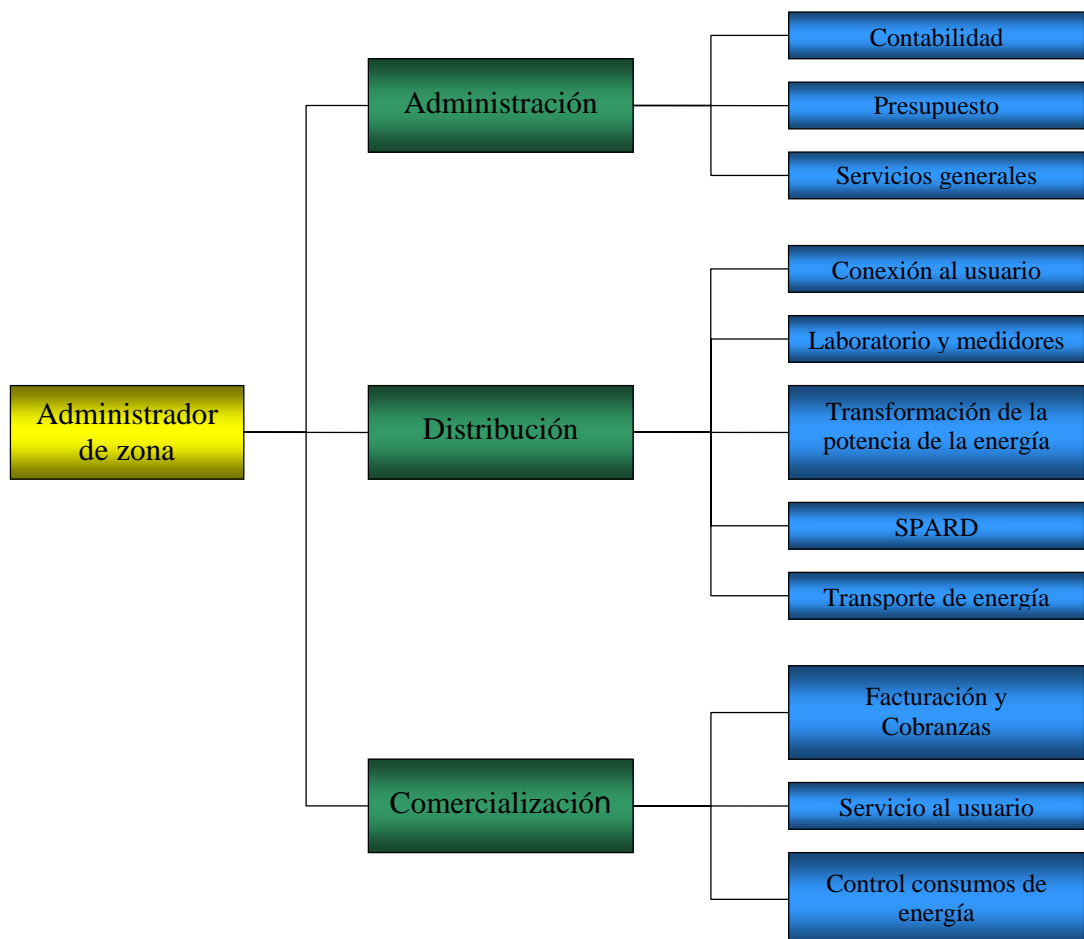 Contabilidad
Administración
Presupuesto
Servicios generales
Conexión al usuario
Laboratorio y medidores
Administrador
de zona
Distribución
Transformación de la
potencia de la energía
SPARD
Transporte de energía
Facturación y
Cobranzas
Comercialización
Servicio al usuario
Control consumos de
energía